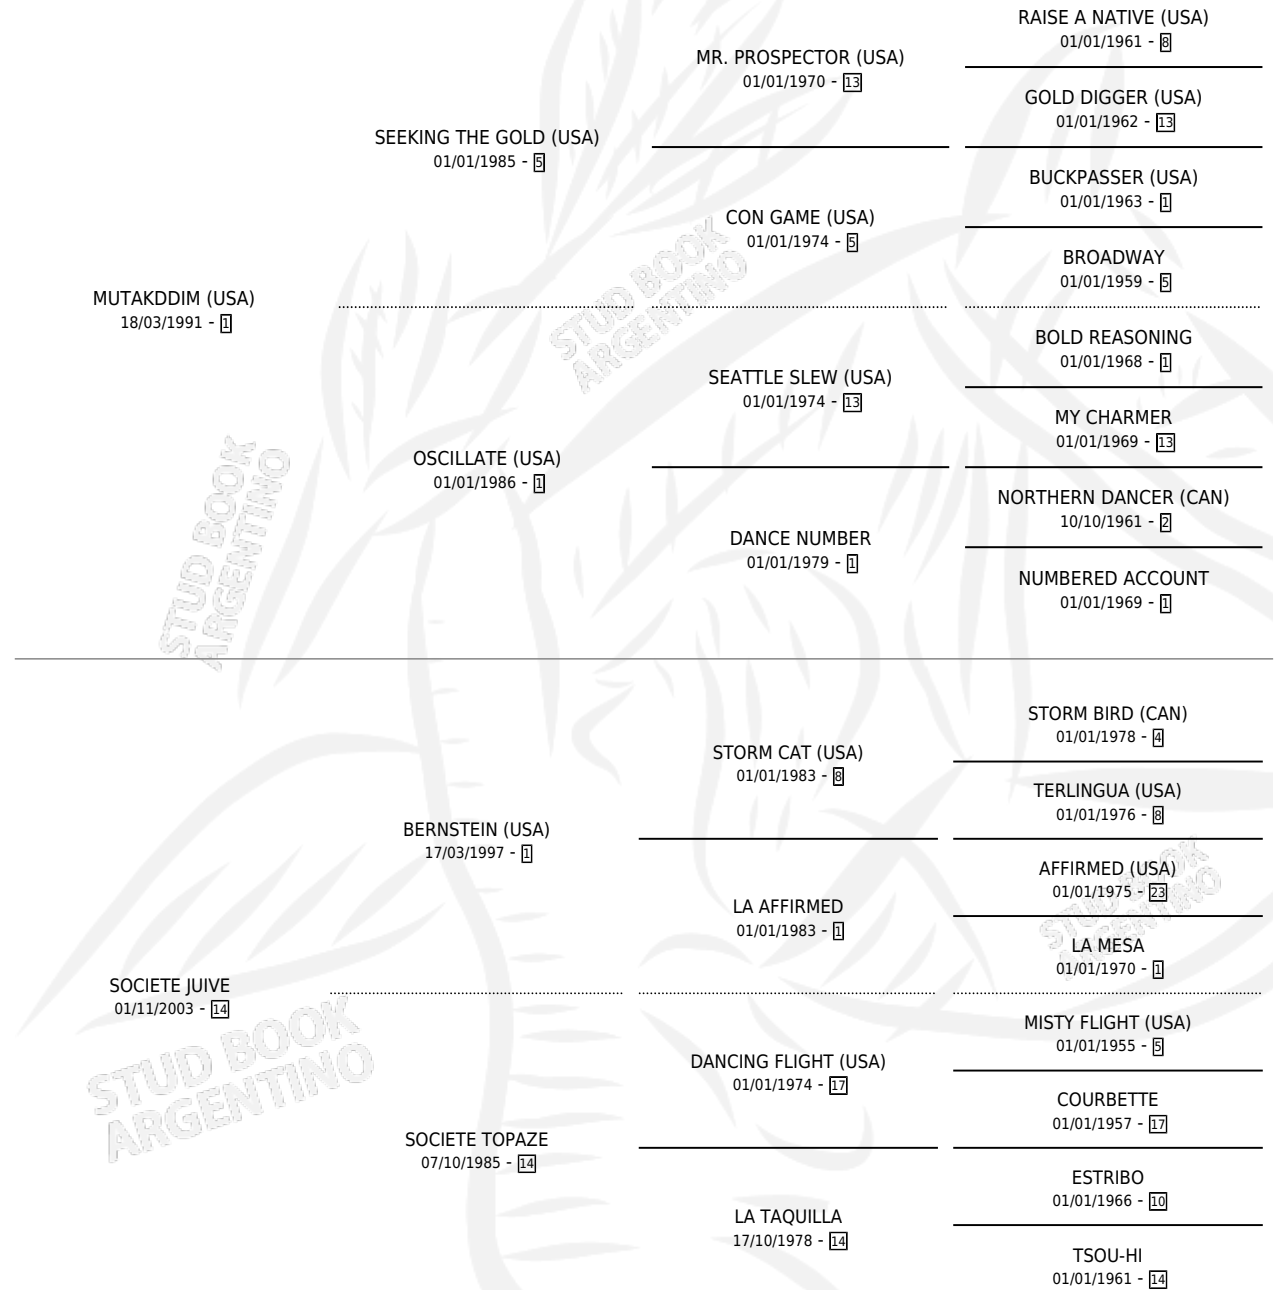 RAISE A NATIVE (USA)
01/01/1961 - 8
MR. PROSPECTOR (USA)
01/01/1970 - 13
GOLD DIGGER (USA)
01/01/1962 - 13
SEEKING THE GOLD (USA)
01/01/1985 - 5
BUCKPASSER (USA)
01/01/1963 - 1
CON GAME (USA)
01/01/1974 - 5
BROADWAY
01/01/1959 - 5
MUTAKDDIM (USA)
18/03/1991 - 1
BOLD REASONING
01/01/1968 - 1
SEATTLE SLEW (USA)
01/01/1974 - 13
MY CHARMER
01/01/1969 - 13
OSCILLATE (USA)
01/01/1986 - 1
NORTHERN DANCER (CAN)
10/10/1961 - 2
DANCE NUMBER
01/01/1979 - 1
NUMBERED ACCOUNT
01/01/1969 - 1
STORM BIRD (CAN)
01/01/1978 - 4
STORM CAT (USA)
01/01/1983 - 8
TERLINGUA (USA)
01/01/1976 - 8
BERNSTEIN (USA)
17/03/1997 - 1
AFFIRMED (USA)
01/01/1975 - 23
LA AFFIRMED
01/01/1983 - 1
LA MESA
01/01/1970 - 1
SOCIETE JUIVE
01/11/2003 - 14
MISTY FLIGHT (USA)
01/01/1955 - 5
DANCING FLIGHT (USA)
01/01/1974 - 17
COURBETTE
01/01/1957 - 17
SOCIETE TOPAZE
07/10/1985 - 14
ESTRIBO
01/01/1966 - 10
LA TAQUILLA
17/10/1978 - 14
TSOU-HI
01/01/1961 - 14
STUD BOOK
ARGENTINO
STUD BOOK
ARGENTINO
STUD BOOK
ARGENTINO
STUD BOOK
ARGENTINO